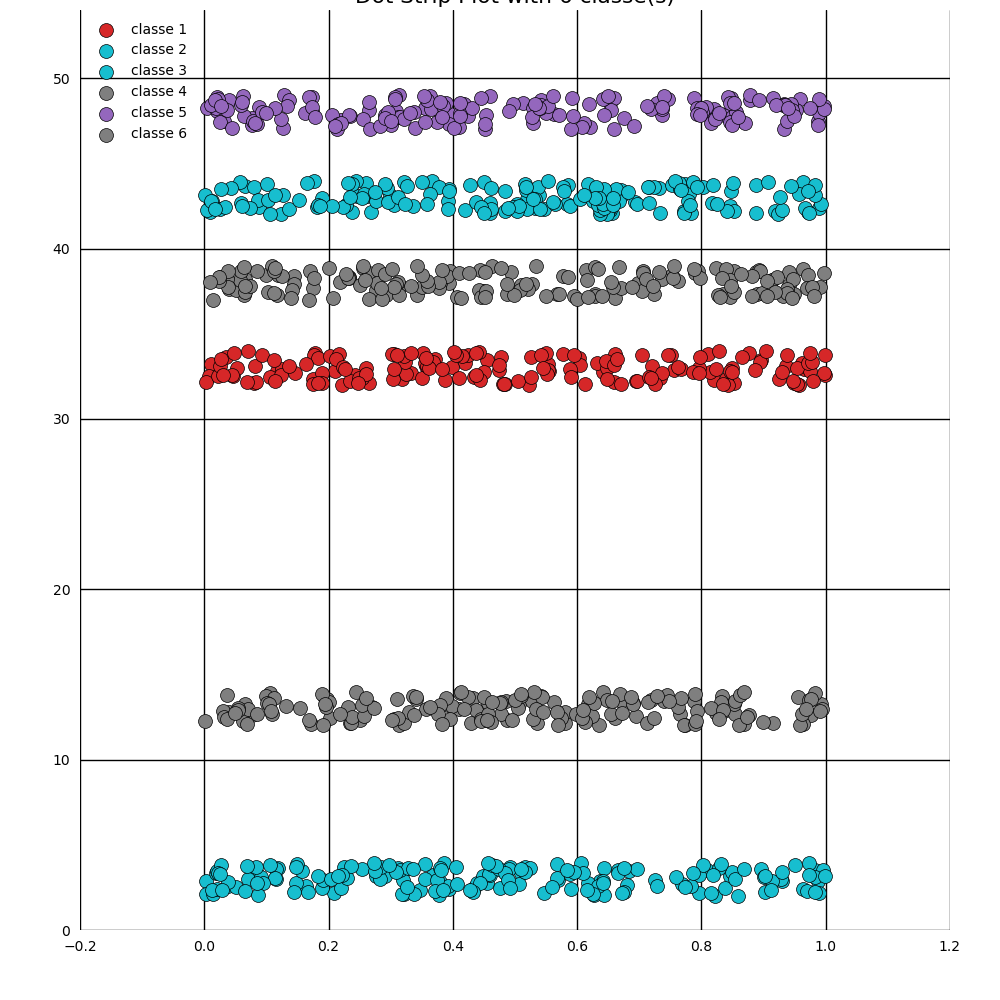 Dot Strip Plot with 6 classe(s)
classe 1
classe 2
classe 3
classe 4
classe 5
classe 6
50
40
30
20
10
0
−0.2 0.0 0.2 0.4 0.6 0.8 1.0 1.2